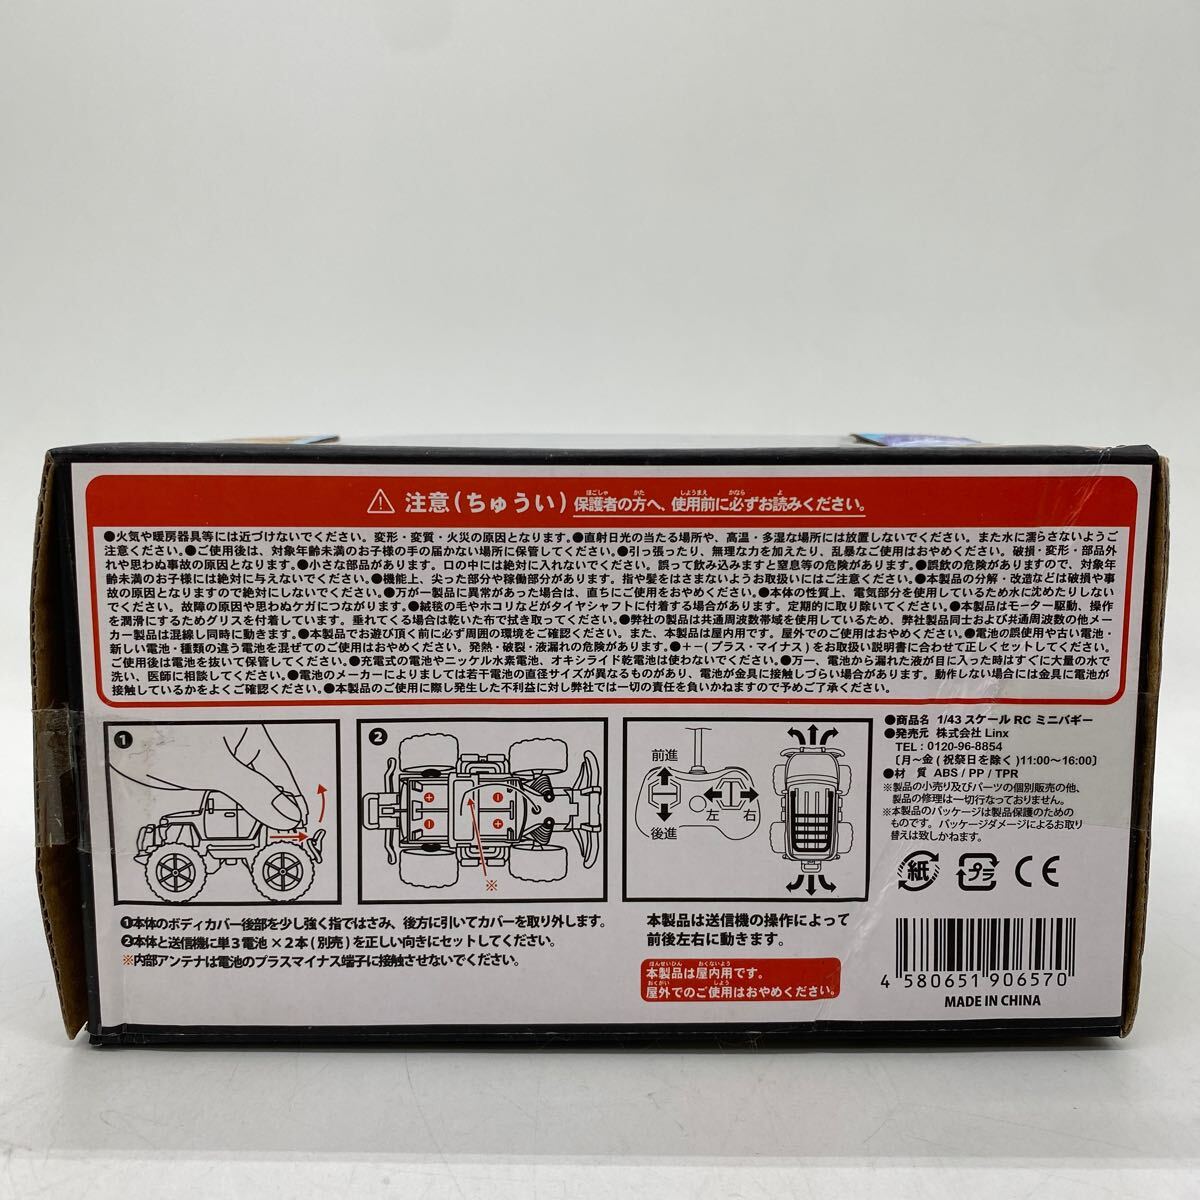 ⚠ 注意(ちゅうい) 保護者の方へ、使用前に必ずお読みください。
ほごしゃ かた しようまえ かなら よ
●火気や暖房器具等には近づけないでください。変形・変質・火災の原因となります。●直射日光の当たる場所や、高温・多湿な場所には放置しないでください。また水に濡らさないようご
注意ください。●ご使用後は、対象年齢未満のお子様の手の届かない場所に保管してください。●引っ張ったり、無理な力を加えたり、乱暴なご使用はおやめください。破損・変形・部品外
れや思わぬ事故の原因となります。●小さな部品があります。口の中には絶対に入れないでください。誤って飲み込みますと窒息等の危険があります。●誤飲の危険がありますので、対象年
齢未満のお子様には絶対に与えないでください。●機能上、尖った部分や稼働部分があります。指や髪をはさまないようお取扱いにはご注意ください。●本製品の分解・改造などは破損や事
故の原因となりますので絶対にしないでください。●万が一製品に異常があった場合は、直ちにご使用をおやめください。●本体の性質上、電気部分を使用しているため水に沈めたりしない
でください。故障の原因や思わぬケガにつながります。●絨毯の毛やホコリなどがタイヤシャフトに付着する場合があります。定期的に取り除いてください。●本製品はモーター駆動、操作
を潤滑にするためグリスを付着しています。垂れてくる場合は乾いた布で拭き取ってください。●弊社の製品は共通周波数帯域を使用しているため、弊社製品同士および共通周波数の他メー
カー製品は混線し同時に動きます。●本製品でお遊び頂く前に必ず周囲の環境をご確認ください。また、本製品は屋内用です。屋外でのご使用はおやめください。●電池の誤使用や古い電池・
新しい電池・種類の違う電池を混ぜてのご使用はおやめください。発熱・破裂・液漏れの危険があります。●+-(プラス・マイナス)をお取扱い説明書に合わせて正しくセットしてください。
ご使用後は電池を抜いて保管してください。●充電式の電池やニッケル水素電池、オキシライド乾電池は使わないでください。●万一、電池から漏れた液が目に入った時はすぐに大量の水で
洗い、医師に相談してください。●電池のメーカーによりましては若干電池の直径サイズが異なるものがあり、電池が金具に接触しづらい場合があります。動作しない場合には金具に電池が
接触しているかをよくご確認ください。●本製品のご使用に際し発生した不利益に対し弊社では一切の責任を負いかねますので予めご了承ください。
❶
❷
※
前進
後進
左 右
❶本体のボディカバー後部を少し強く指ではさみ、後方に引いてカバーを取り外します。
❷本体と送信機に単3電池×2本(別売)を正しい向きにセットしてください。
※内部アンテナは電池のプラスマイナス端子に接触させないでください。
本製品は送信機の操作によって
前後左右に動きます。
ほんせいひん おくないよう
本製品は屋内用です。
おくがい しよう
屋外でのご使用はおやめください。
●商品名 1/43 スケール RC ミニバギー
●発売元 株式会社 Linx
TEL : 0120-96-8854
〔月～金(祝祭日を除く)11:00～16:00〕
●材 質 ABS / PP / TPR
※製品の小売り及びパーツの個別販売の他、
製品の修理は一切行なっておりません。
※本製品のパッケージは製品保護のための
ものです。パッケージダメージによるお取り
替えは致しかねます。
紙 プラ CE
4 580651 906570
MADE IN CHINA